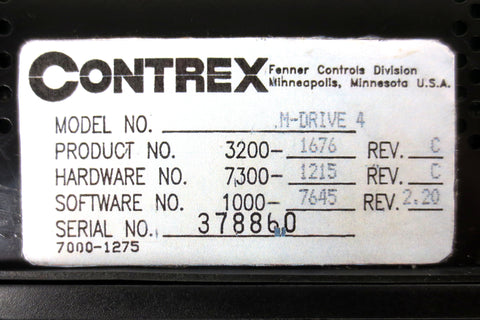 CONTREX Fenner Controls Division
Minneapolis, Minnesota U.S.A.
MODEL NO. M-DRIVE 4
PRODUCT NO. 3200-1676 REV. C
HARDWARE NO. 7300-1215 REV. C
SOFTWARE NO. 1000-7645 REV. 2.20
SERIAL NO. 378860
7000-1275